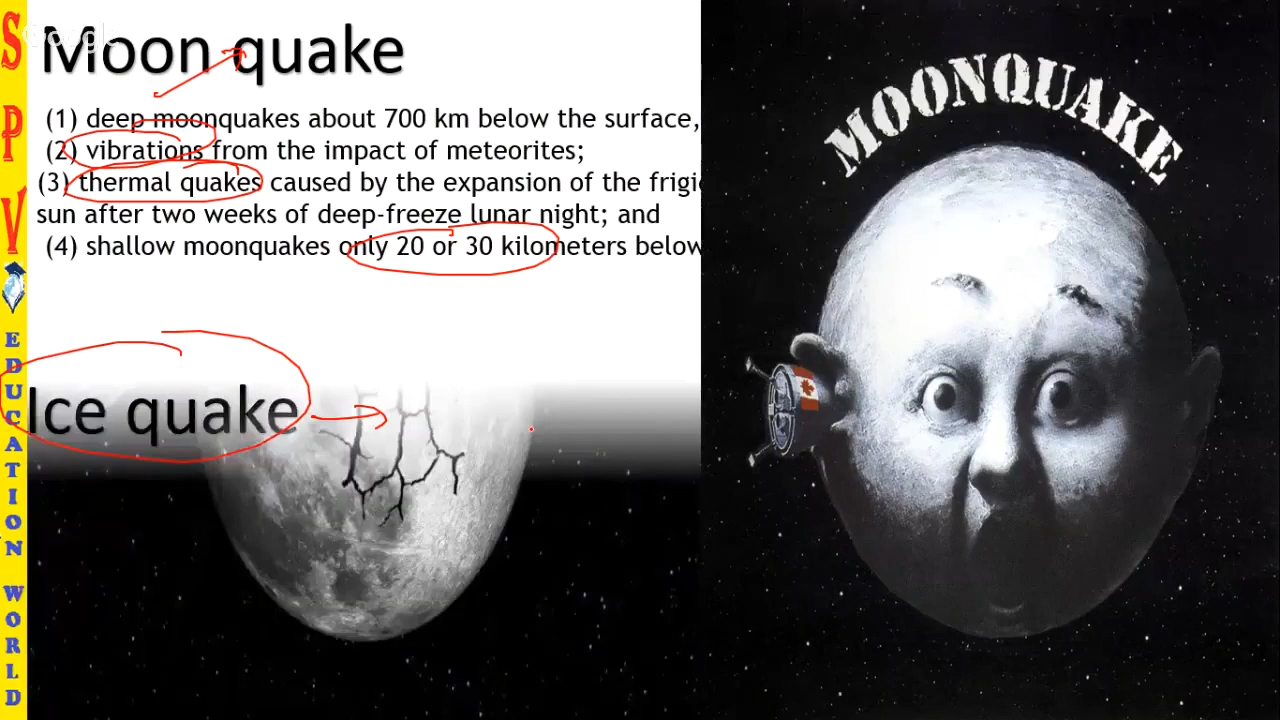 SPV
EDUCATION WORLD
Google
Moon quake
(1) deep moonquakes about 700 km below the surface,
(2) vibrations from the impact of meteorites;
(3) thermal quakes caused by the expansion of the
sun after two weeks of deep-freeze lunar night; and
(4) shallow moonquakes only 20 or 30 kilometers below
Ice quake
MOONQUAKE